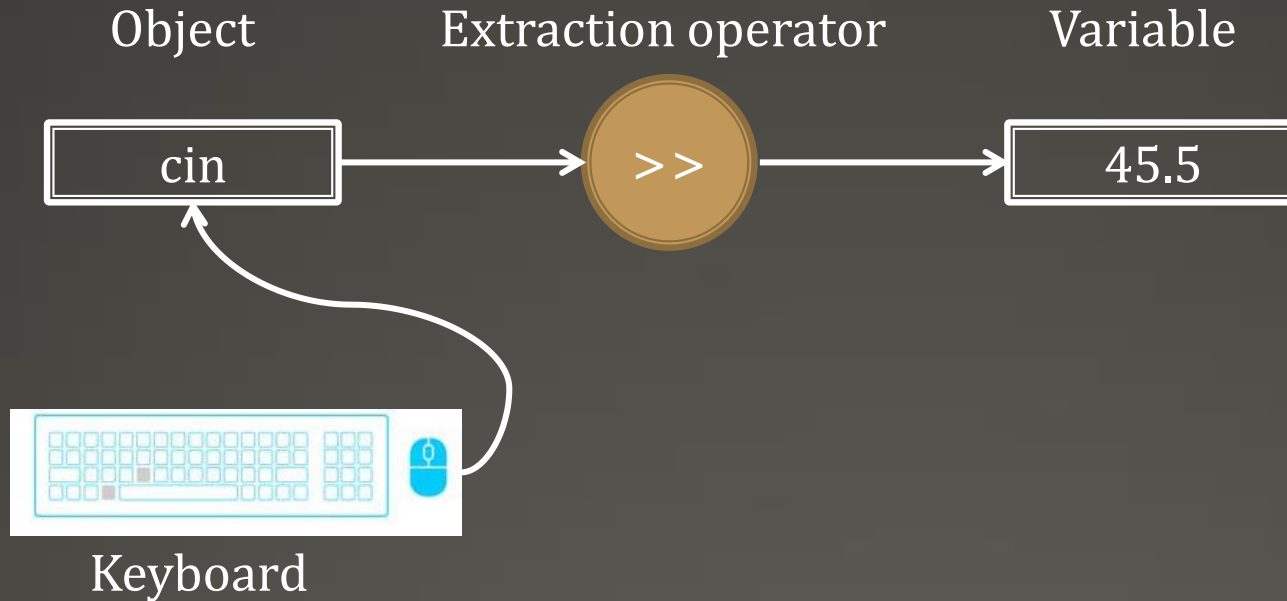 Object
Extraction operator
Variable
cin
>>
45.5
Keyboard